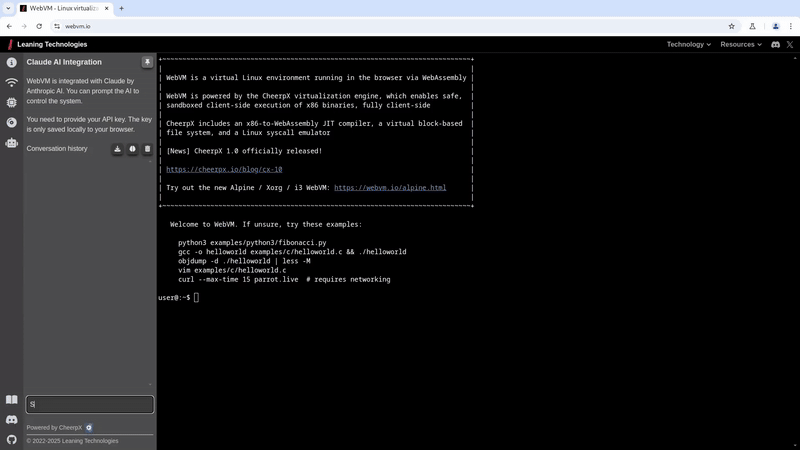 WebVM - Linux virtualiz
webvm.io
Leaning Technologies
Technology
Resources
Claude AI Integration
WebVM is integrated with Claude by
Anthropic AI. You can prompt the AI to
control the system.
You need to provide your API key. The key
is only saved locally to your browser.
Conversation history
S
Powered by CheerpX
© 2022-2025 Leaning Technologies
+---------------------------------------------------------------------------+
WebVM is a virtual Linux environment running in the browser via WebAssembly
WebVM is powered by the CheerpX virtualization engine, which enables safe,
sandboxed client-side execution of x86 binaries, fully client-side
CheerpX includes an x86-to-WebAssembly JIT compiler, a virtual block-based
file system, and a Linux syscall emulator
[News] CheerpX 1.0 officially released!
https://cheerpx.io/blog/cx-10
Try out the new Alpine / Xorg / i3 WebVM: https://webvm.io/alpine.html
+---------------------------------------------------------------------------+
Welcome to WebVM. If unsure, try these examples:
python3 examples/python3/fibonacci.py
gcc -o helloworld examples/c/helloworld.c && ./helloworld
objdump -d ./helloworld | less -M
vim examples/c/helloworld.c
curl --max-time 15 parrot.live # requires networking
user@:~$